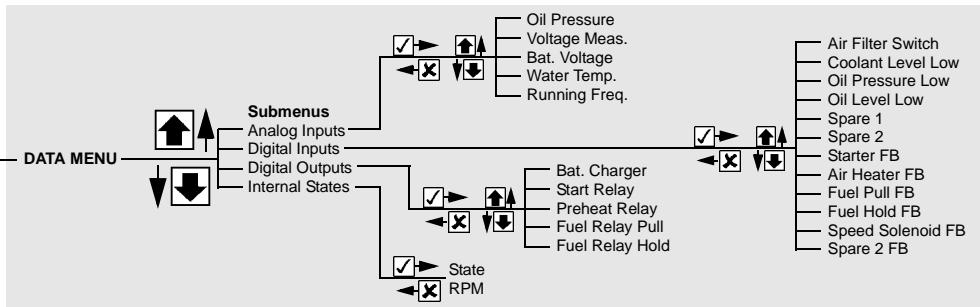 DATA MENU
Submenus
Analog Inputs
Digital Inputs
Digital Outputs
Internal States
Oil Pressure
Voltage Meas.
Bat. Voltage
Water Temp.
Running Freq.
Air Filter Switch
Coolant Level Low
Oil Pressure Low
Oil Level Low
Spare 1
Spare 2
Starter FB
Air Heater FB
Fuel Pull FB
Fuel Hold FB
Speed Solenoid FB
Spare 2 FB
Bat. Charger
Start Relay
Preheat Relay
Fuel Relay Pull
Fuel Relay Hold
State
RPM